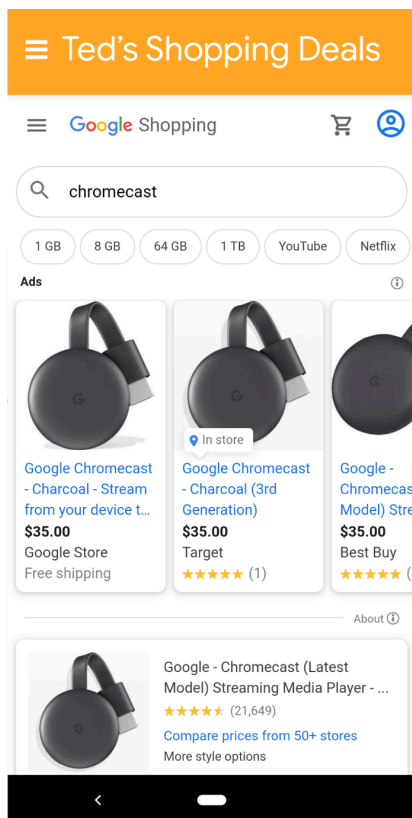 Ted's Shopping Deals
Google Shopping
chromecast
1 GB
8 GB
64 GB
1 TB
YouTube
Netflix
Ads
In store
Google Chromecast
- Charcoal - Stream
from your device t...
$35.00
Google Store
Free shipping
Google Chromecast
- Charcoal (3rd
Generation)
$35.00
Target
(1)
Google -
Chromecas
Model) Stre
$35.00
Best Buy
About
Google - Chromecast (Latest
Model) Streaming Media Player - ...
(21,649)
Compare prices from 50+ stores
More style options